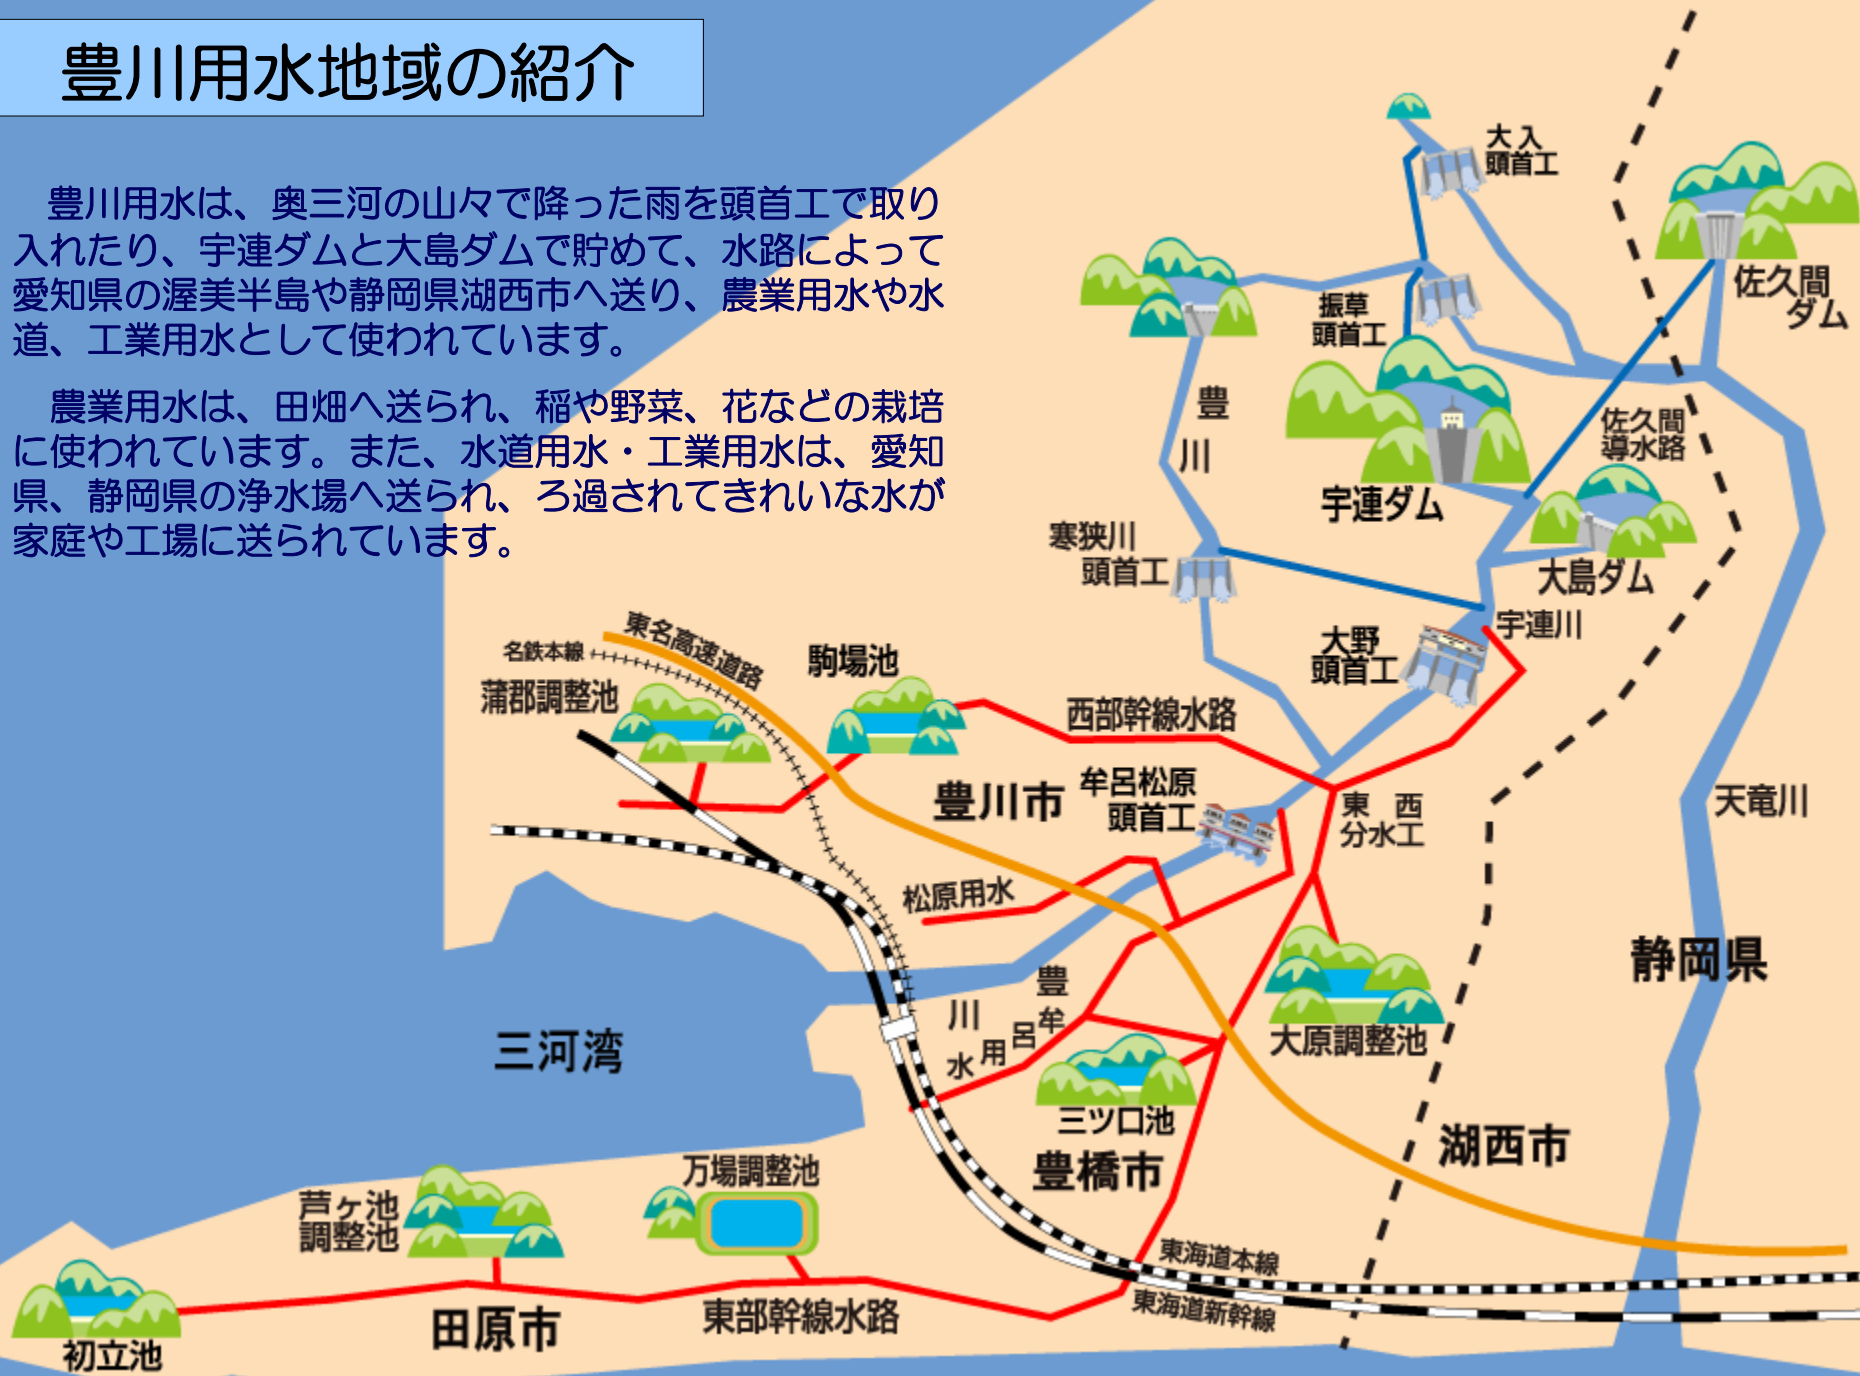 豊川用水地域の紹介
豊川用水は、奥三河の山々で降った雨を頭首工で取り
入れたり、宇連ダムと大島ダムで貯めて、水路によって
愛知県の渥美半島や静岡県湖西市へ送り、農業用水や水
道、工業用水として使われています。
農業用水は、田畑へ送られ、稲や野菜、花などの栽培
に使われています。また、水道用水・工業用水は、愛知
県、静岡県の浄水場へ送られ、ろ過されてきれいな水が
家庭や工場に送られています。
大入
頭首工
佐久間
ダム
振草
頭首工
豊
川
佐久間
導水路
宇連ダム
寒狭川
頭首工
大島ダム
宇連川
大野
頭首工
東名高速道路
名鉄本線
駒場池
蒲郡調整池
西部幹線水路
豊川市
牟呂松原
頭首工
東西
分水工
天竜川
松原用水
静岡県
豊
川
牟
呂
用
水
三河湾
大原調整池
三ツ口池
湖西市
豊橋市
万場調整池
芦ヶ池
調整池
東海道本線
東海道新幹線
東部幹線水路
田原市
初立池